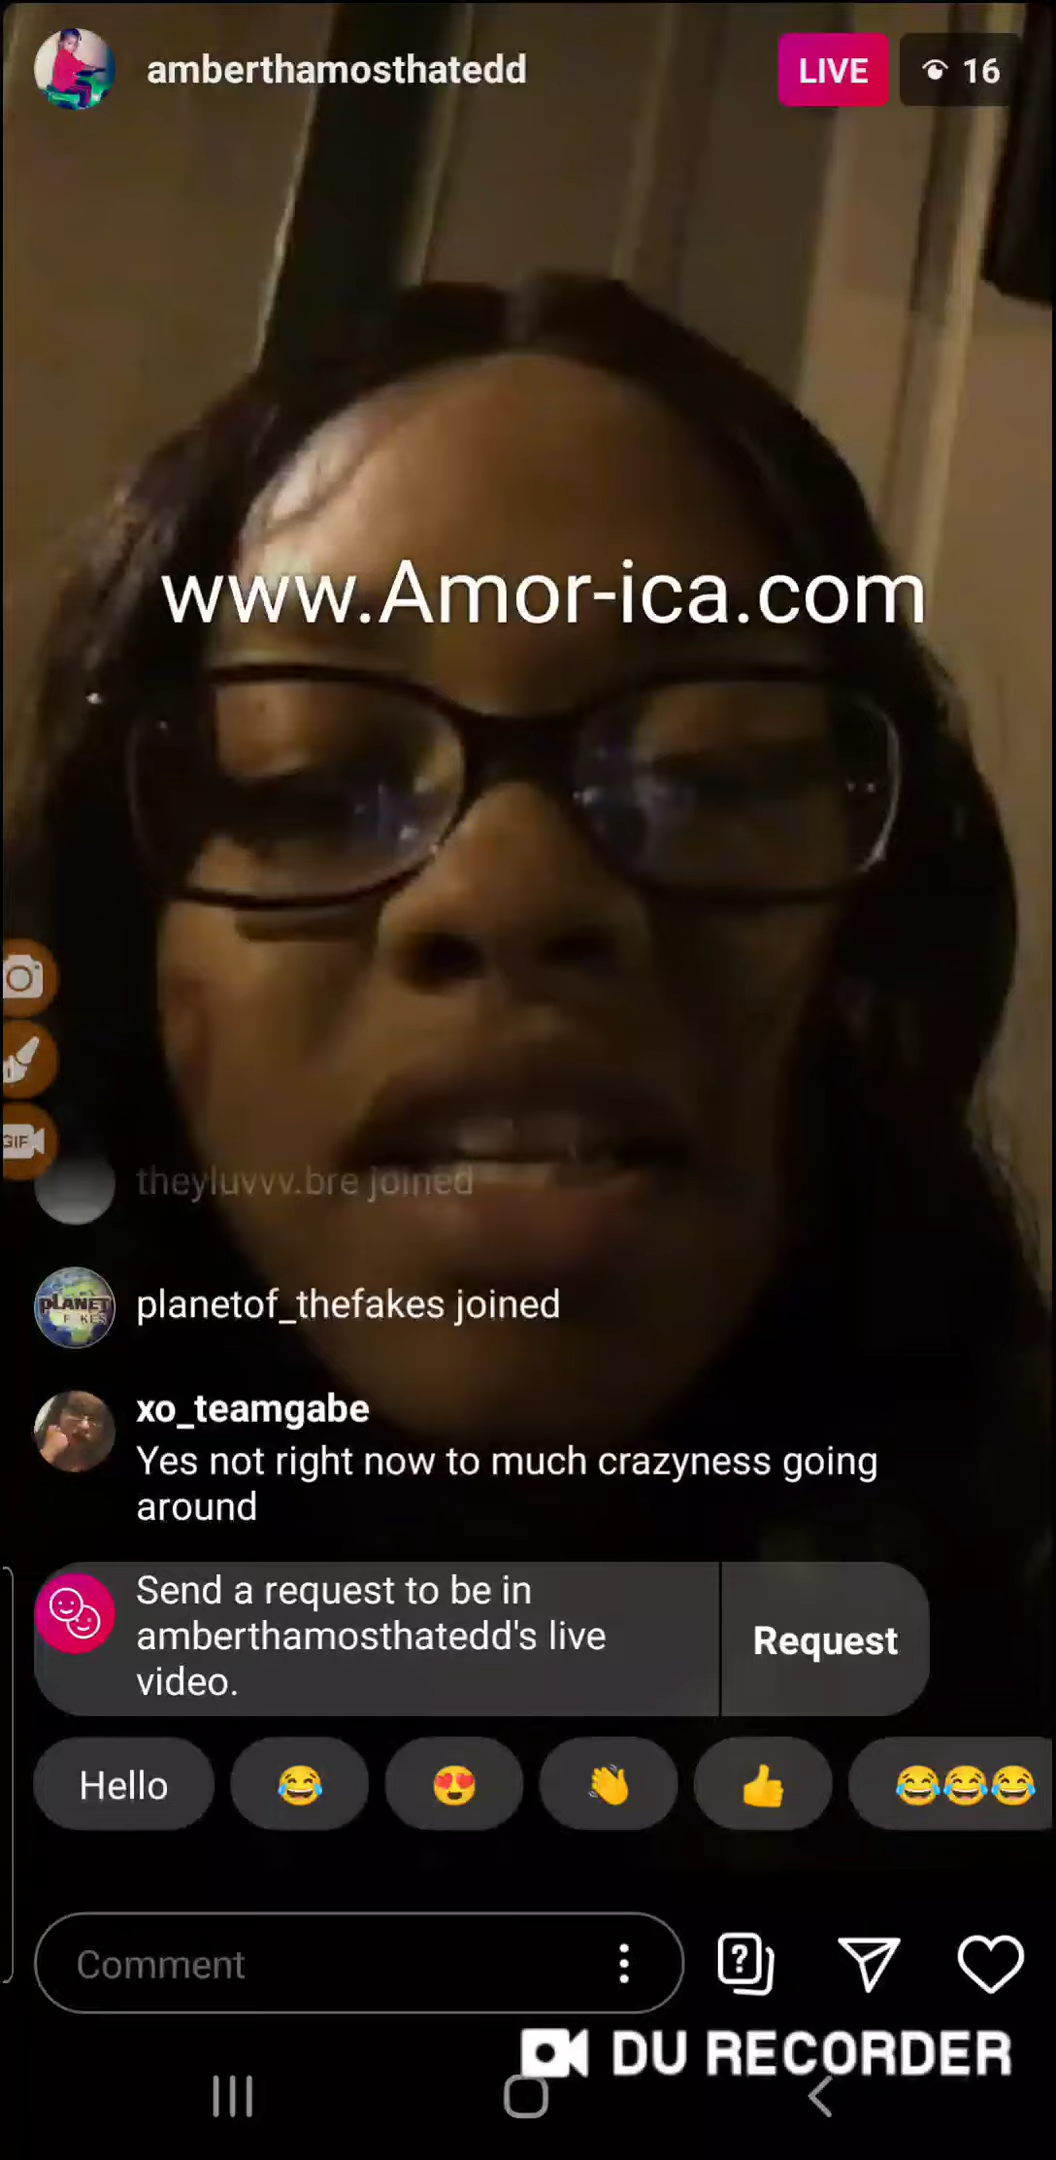 amberthamosthatedd
LIVE
16
www.Amor-ica.com
GIF
theyluvvv.bre joined
PLANET
planetof_thefakes joined
xo_teamgabe
Yes not right now to much crazyness going
around
Send a request to be in
amberthamosthatedd's live
video.
Request
Hello
Comment
DU RECORDER